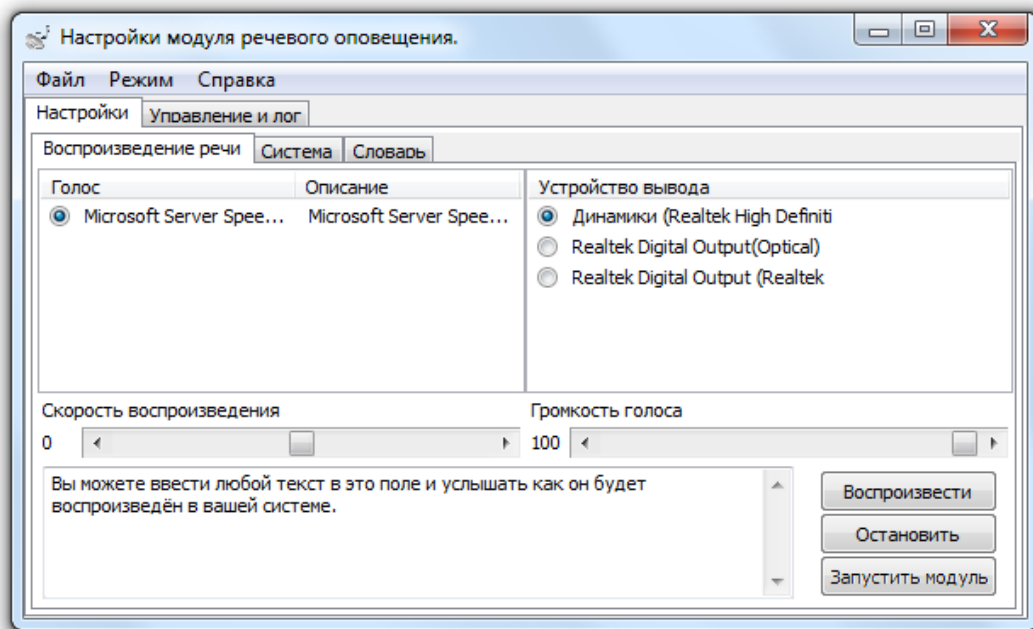 Настройки модуля речевого оповещения.
Файл Режим Справка
Настройки Управление и лог
Воспроизведение речи Система Словарь
Голос Описание Устройство вывода
Microsoft Server Spee... Microsoft Server Spee... Динамики (Realtek High Definiti
Realtek Digital Output(Optical)
Realtek Digital Output (Realtek
Скорость воспроизведения Громкость голоса
0 100
Вы можете ввести любой текст в это поле и услышать как он будет
воспроизведён в вашей системе.
Воспроизвести
Остановить
Запустить модуль